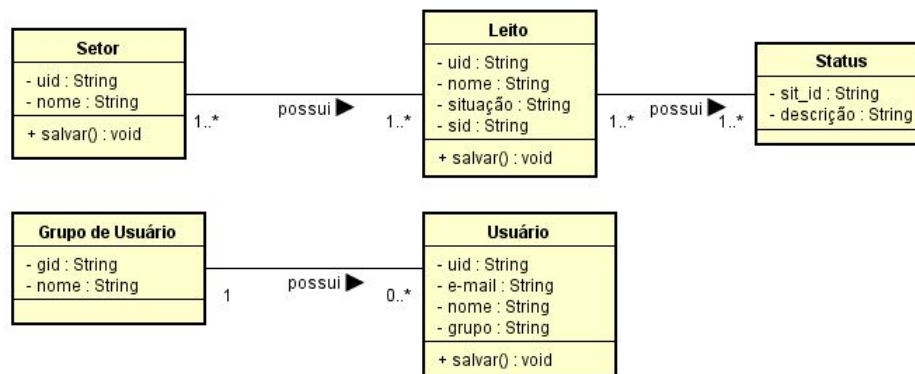 Setor
- uid : String
- nome : String
+ salvar() : void
1..*
possui
1..*
Leito
- uid : String
- nome : String
- situação : String
- sid : String
+ salvar() : void
1..*
possui
1..*
Status
- sit_id : String
- descrição : String
Grupo de Usuário
- gid : String
- nome : String
1
possui
0..*
Usuário
- uid : String
- e-mail : String
- nome : String
- grupo : String
+ salvar() : void